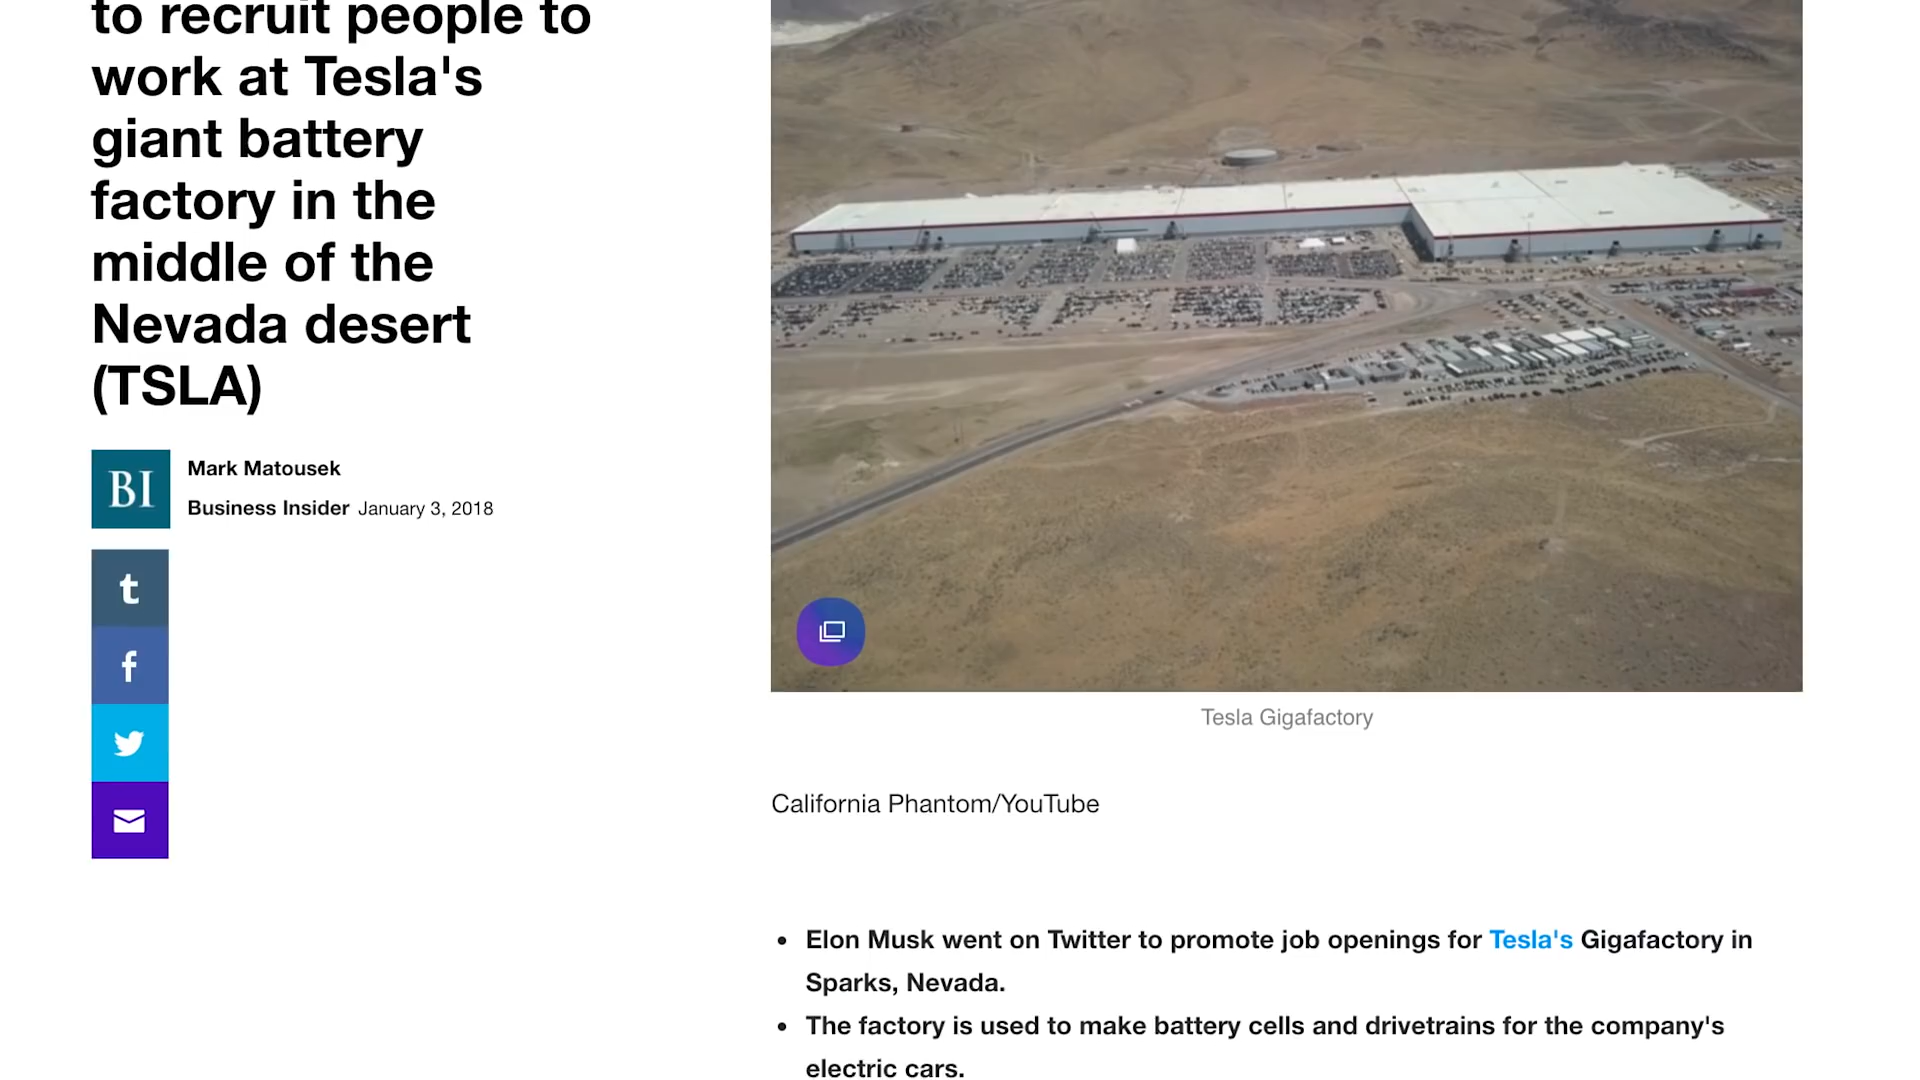 to recruit people to
work at Tesla's
giant battery
factory in the
middle of the
Nevada desert
(TSLA)
BI
Mark Matousek
Business Insider January 3, 2018
t
f
Tesla Gigafactory
California Phantom/YouTube
• Elon Musk went on Twitter to promote job openings for Tesla's Gigafactory in
Sparks, Nevada.
• The factory is used to make battery cells and drivetrains for the company's
electric cars.